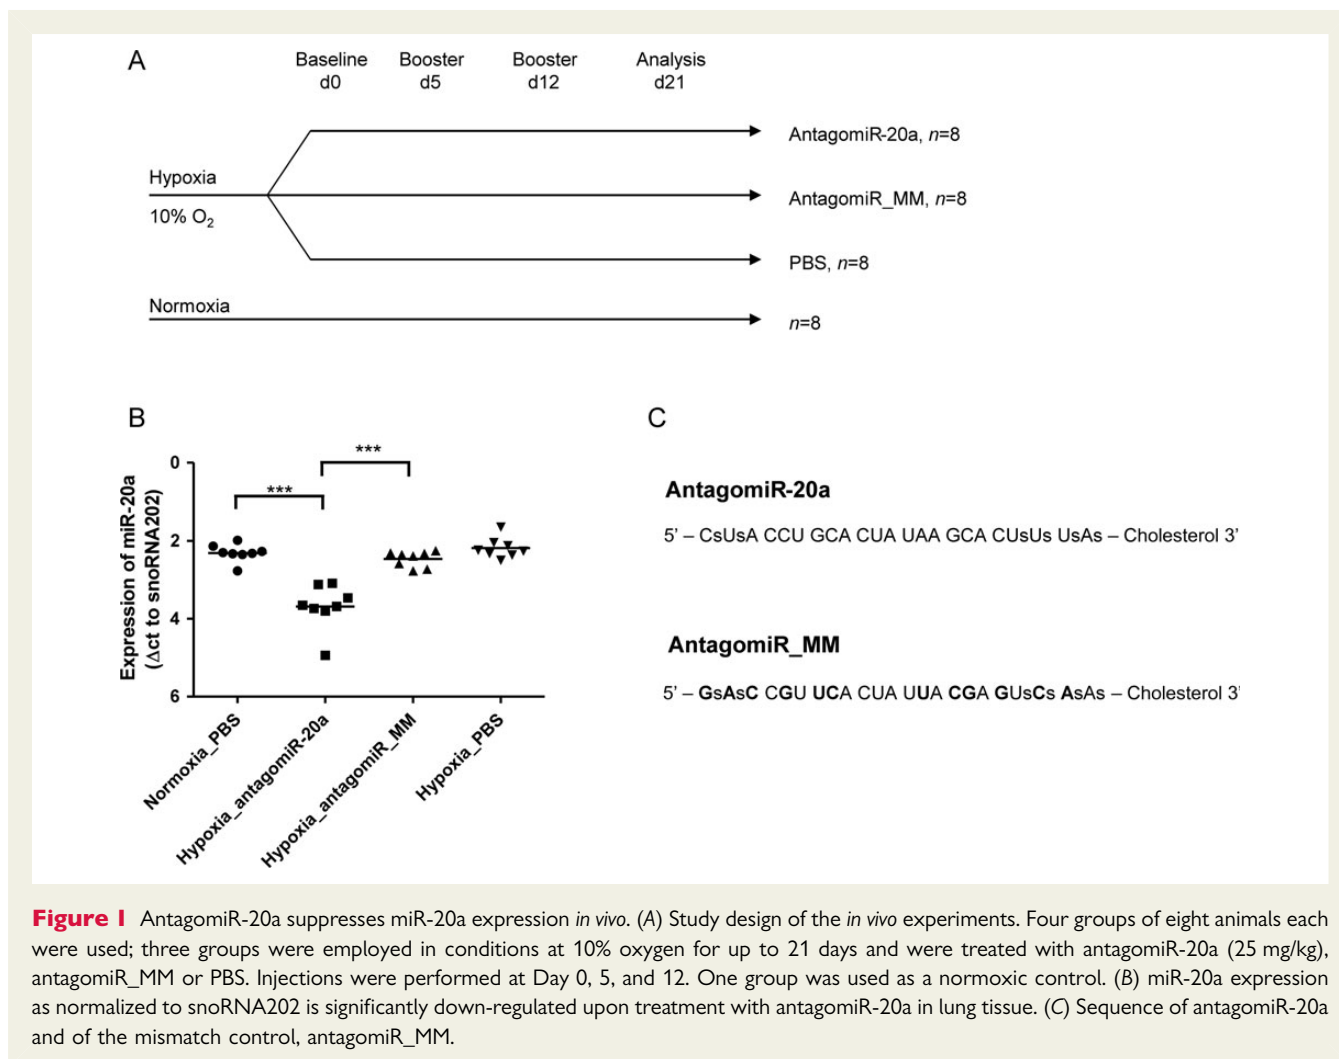 A
Baseline Booster Booster Analysis
d0 d5 d12 d21
AntagomiR-20a, n=8
Hypoxia
10% O₂
AntagomiR_MM, n=8
PBS, n=8
Normoxia
n=8
B
Expression of miR-20a
(Δct to snoRNA202)
0
2
4
6
***
***
Normoxia_PBS
Hypoxia_antagomiR-20a
Hypoxia_antagomiR_MM
Hypoxia_PBS
C
AntagomiR-20a
5' – CsUsA CCU GCA CUA UAA GCA CUsUs UsAs – Cholesterol 3'
AntagomiR_MM
5' – GsAsC CGU UCA CUA UUA CGA GUsCs AsAs – Cholesterol 3'
Figure 1 AntagomiR-20a suppresses miR-20a expression in vivo. (A) Study design of the in vivo experiments. Four groups of eight animals each
were used; three groups were employed in conditions at 10% oxygen for up to 21 days and were treated with antagomiR-20a (25 mg/kg),
antagomiR_MM or PBS. Injections were performed at Day 0, 5, and 12. One group was used as a normoxic control. (B) miR-20a expression
as normalized to snoRNA202 is significantly down-regulated upon treatment with antagomiR-20a in lung tissue. (C) Sequence of antagomiR-20a
and of the mismatch control, antagomiR_MM.